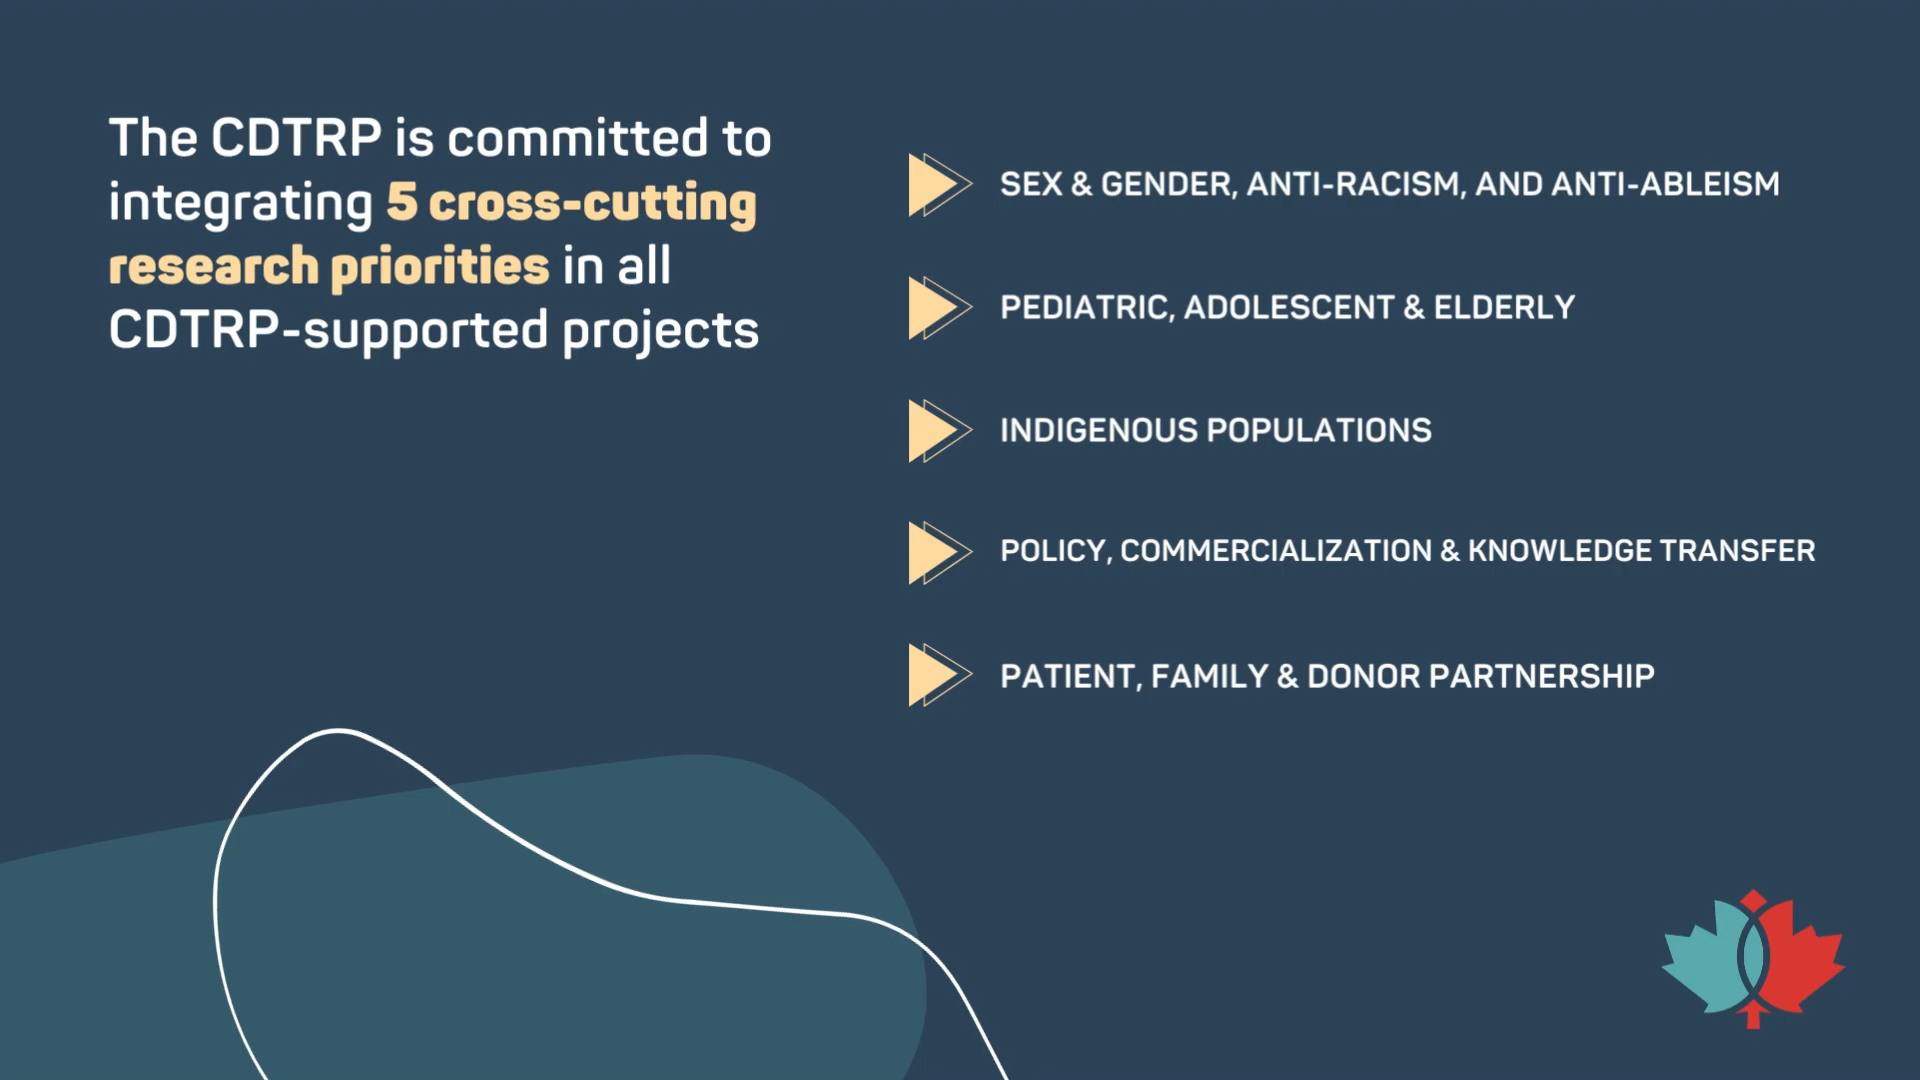 The CDTRP is committed to
integrating 5 cross-cutting
research priorities in all
CDTRP-supported projects
SEX & GENDER, ANTI-RACISM, AND ANTI-ABLEISM
PEDIATRIC, ADOLESCENT & ELDERLY
INDIGENOUS POPULATIONS
POLICY, COMMERCIALIZATION & KNOWLEDGE TRANSFER
PATIENT, FAMILY & DONOR PARTNERSHIP